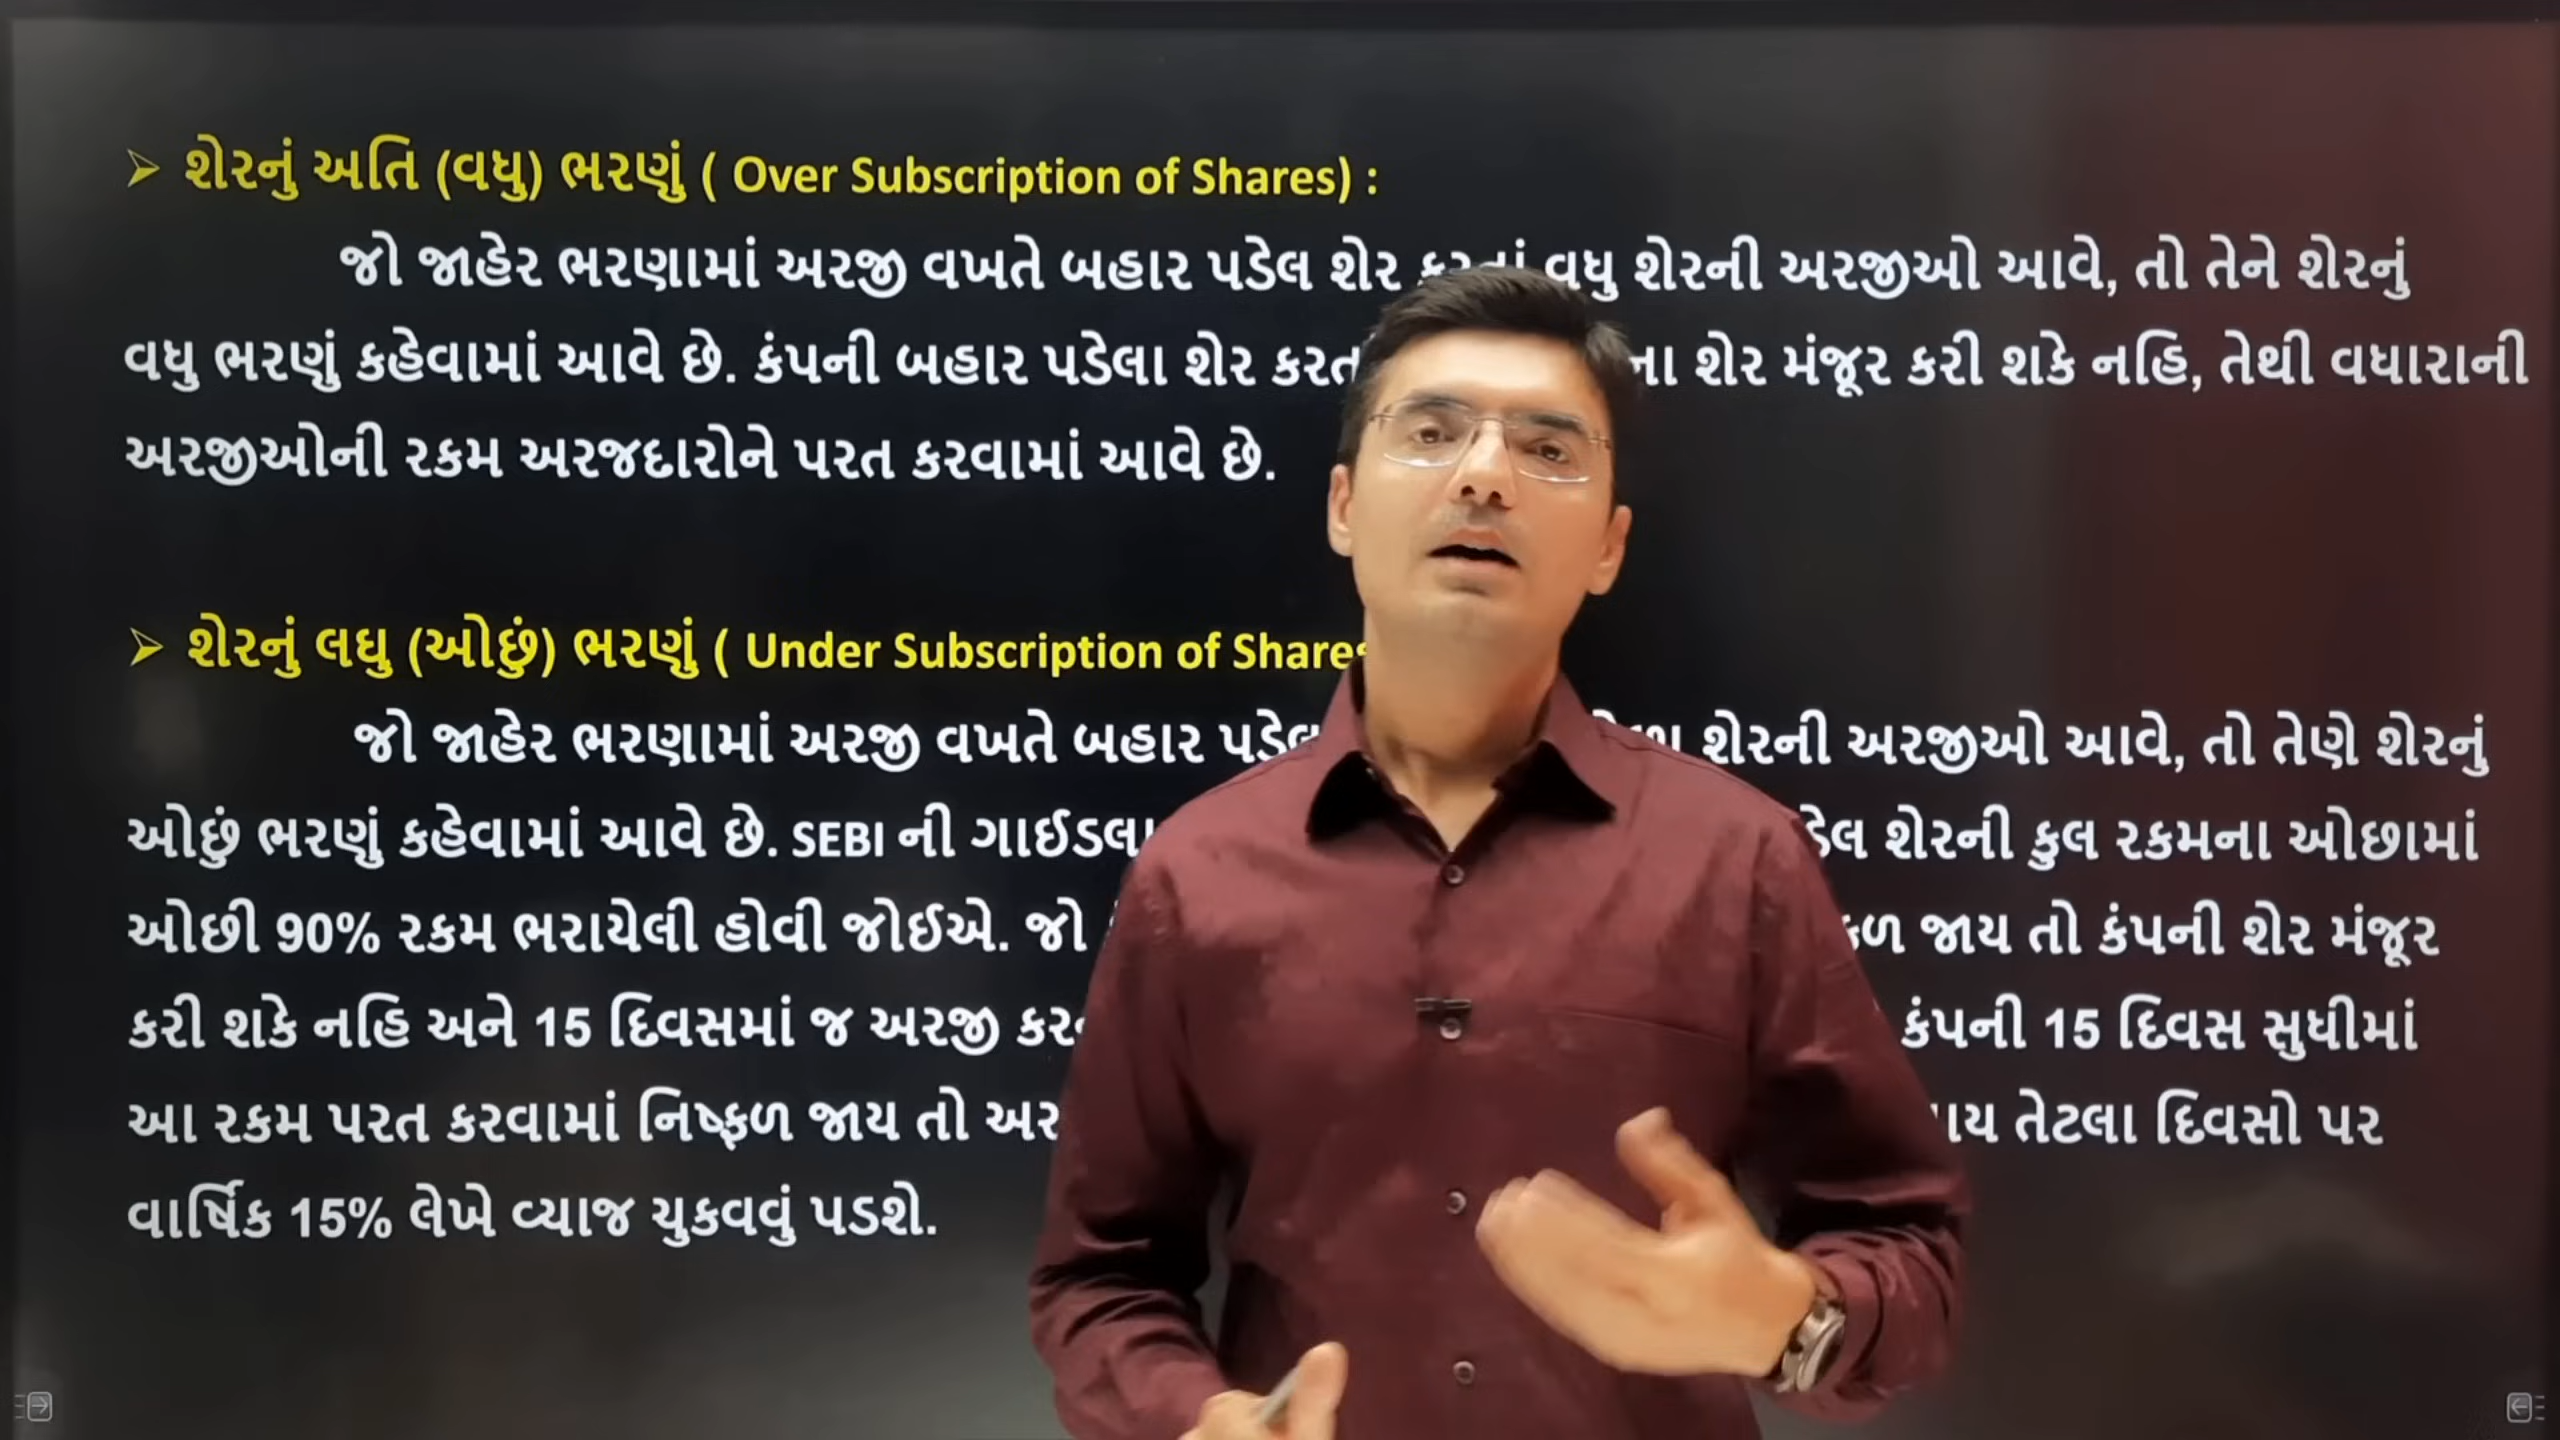 ➢ શેરનું અતિ (વધુ) ભરણું ( Over Subscription of Shares) :
જો જાહેર ભરણામાં અરજી વખતે બહાર પડેલ શેર કરતાં વધુ શેરની અરજીઓ આવે, તો તેને શેરનું
વધુ ભરણું કહેવામાં આવે છે. કંપની બહાર પડેલા શેર શેર મંજૂર કરી શકે નહિ, તેથી વધારાની
અરજીઓની રકમ અરજદારોને પરત કરવામાં આવે છે.
➢ શેરનું લઘુ (ઓછું) ભરણું ( Under Subscription of Shares
જો જાહેર ભરણામાં અરજી વખતે બહાર પડેલ શેરની અરજીઓ આવે, તો તેણે શેરનું
ઓછું ભરણું કહેવામાં આવે છે. SEBI ની શેરની કુલ રકમના ઓછામાં
ઓછી 90% રકમ ભરાયેલી હોવી જોઈએ. જો જાય તો કંપની શેર મંજૂર
કરી શકે નહિ અને 15 દિવસમાં જ અરજી કંપની 15 દિવસ સુધીમાં
આ રકમ પરત કરવામાં નિષ્ફળ જાય તો તેટલા દિવસો પર
વાર્ષિક 15% લેખે વ્યાજ ચુકવવું પડશે.